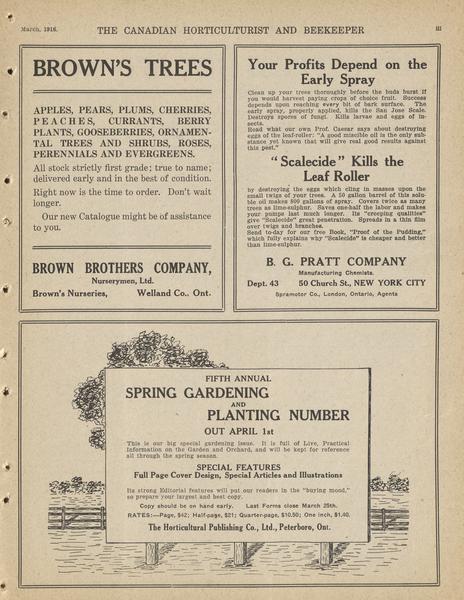 March, 1916.
THE CANADIAN HORTICULTURIST AND BEEKEEPER
iii
BROWN'S TREES
APPLES, PEARS, PLUMS, CHERRIES,
PEACHES, CURRANTS, BERRY
PLANTS, GOOSEBERRIES, ORNAMEN-
TAL TREES AND SHRUBS, ROSES,
PERENNIALS AND EVERGREENS.
All stock strictly first grade; true to name;
delivered early and in the best of condition.
Right now is the time to order. Don't wait
longer.
Our new Catalogue might be of assistance
to you.
BROWN BROTHERS COMPANY,
Nurserymen, Ltd.
Brown's Nurseries, Welland Co., Ont.
Your Profits Depend on the
Early Spray
Clean up your trees thoroughly before the buds burst if
you would harvest paying crops of choice fruit. Success
depends upon reaching every bit of bark surface. The
early spray, properly applied, kills the San Jose Scale.
Destroys spores of fungi. Kills larvae and eggs of in-
sects.
Read what our own Prof. Caesar says about destroying
eggs of the leaf-roller: "A good miscible oil is the only sub-
stance yet known that will give real good results against
this pest."
"Scalecide" Kills the
Leaf Roller
by destroying the eggs which cling in masses upon the
small twigs of your trees. A 50 gallon barrel of this solu-
ble oil makes 800 gallons of spray. Covers twice as many
trees as lime-sulphur. Saves one-half the labor and makes
your pumps last much longer. Its "creeping qualities"
give "Scalecide" great penetration. Spreads in a thin film
over twigs and branches.
Send to-day for our free Book, "Proof of the Pudding,"
which fully explains why "Scalecide" is cheaper and better
than lime-sulphur.
B. G. PRATT COMPANY
Manufacturing Chemists.
Dept. 43 50 Church St., NEW YORK CITY
Spramotor Co., London, Ontario, Agents
FIFTH ANNUAL
SPRING GARDENING
AND
PLANTING NUMBER
OUT APRIL 1st
This is our big special gardening issue. It is full of Live, Practical
Information on the Garden and Orchard, and will be kept for reference
all through the spring season.
SPECIAL FEATURES
Full Page Cover Design, Special Articles and Illustrations
Its strong Editorial features will put our readers in the "buying mood,"
so prepare your largest and best copy.
Copy should be on hand early. Last Forms close March 25th.
RATES:—Page, $42; Half-page, $21; Quarter-page, $10.50; One inch, $1.40.
The Horticultural Publishing Co., Ltd., Peterboro, Ont.